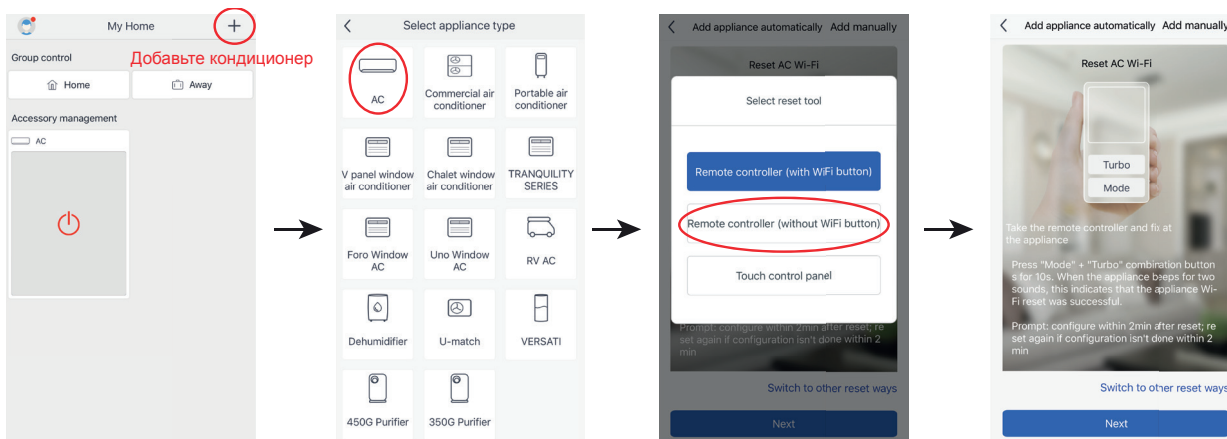 My Home
+
Добавьте кондиционер
Group control
Home
Away
Accessory management
AC
Select appliance type
AC
Commercial air
conditioner
Portable air
conditioner
V panel window
air conditioner
Chalet window
air conditioner
TRANQUILITY
SERIES
Foro Window
AC
Uno Window
AC
RV AC
Dehumidifier
U-match
VERSATI
450G Purifier
350G Purifier
Add appliance automatically Add manually
Reset AC Wi-Fi
Select reset tool
Remote controller (with WiFi button)
Remote controller (without WiFi button)
Touch control panel
Prompt: configure within 2min after reset; re
set again if configuration isn't done within 2
min
Switch to other reset ways
Next
Add appliance automatically Add manually
Reset AC Wi-Fi
Turbo
Mode
Take the remote controller and fix at
the appliance
Press "Mode" + "Turbo" combination button
s for 10s. When the appliance beeps for two
sounds, this indicates that the appliance Wi-
Fi reset was successful.
Prompt: configure within 2min after reset; re
set again if configuration isn't done within 2
min
Switch to other reset ways
Next